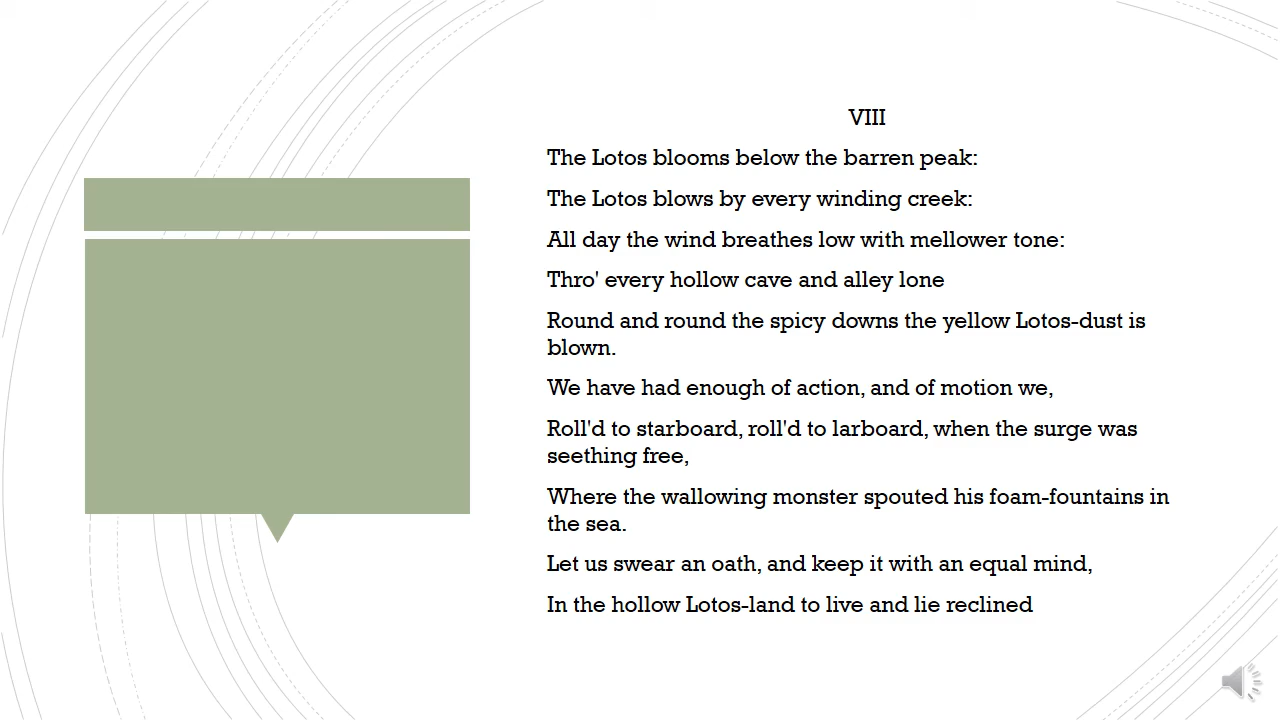 VIII
The Lotos blooms below the barren peak:
The Lotos blows by every winding creek:
All day the wind breathes low with mellower tone:
Thro' every hollow cave and alley lone
Round and round the spicy downs the yellow Lotos-dust is
blown.
We have had enough of action, and of motion we,
Roll'd to starboard, roll'd to larboard, when the surge was
seething free,
Where the wallowing monster spouted his foam-fountains in
the sea.
Let us swear an oath, and keep it with an equal mind,
In the hollow Lotos-land to live and lie reclined